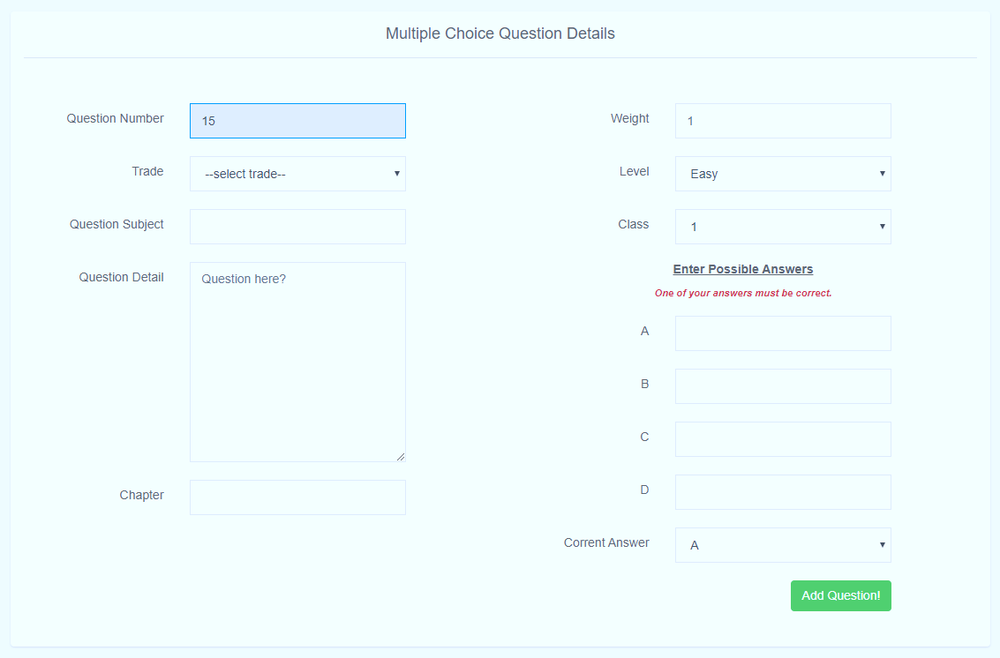 Multiple Choice Question Details
Question Number
15
Trade
--select trade--
Question Subject
Question Detail
Question here?
Chapter
Weight
1
Level
Easy
Class
1
Enter Possible Answers
One of your answers must be correct.
A
B
C
D
Corrent Answer
A
Add Question!